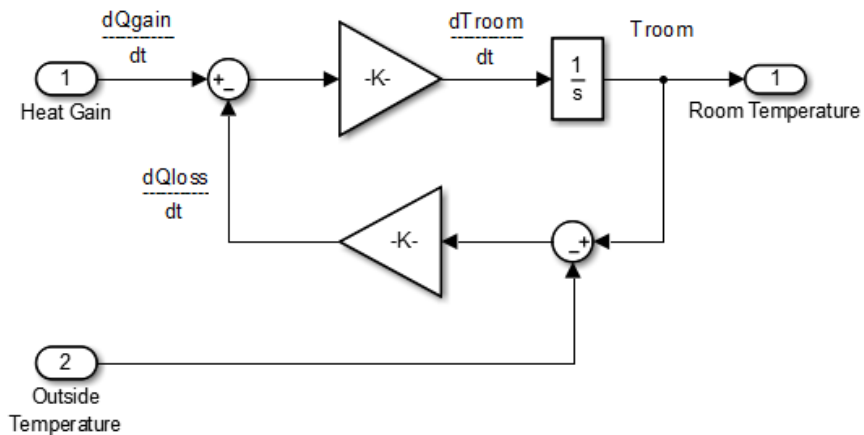 dQgain
dt
1
Heat Gain
+
-
-K-
dTroom
dt
1
s
Troom
1
Room Temperature
dQloss
dt
-K-
-
+
2
Outside
Temperature